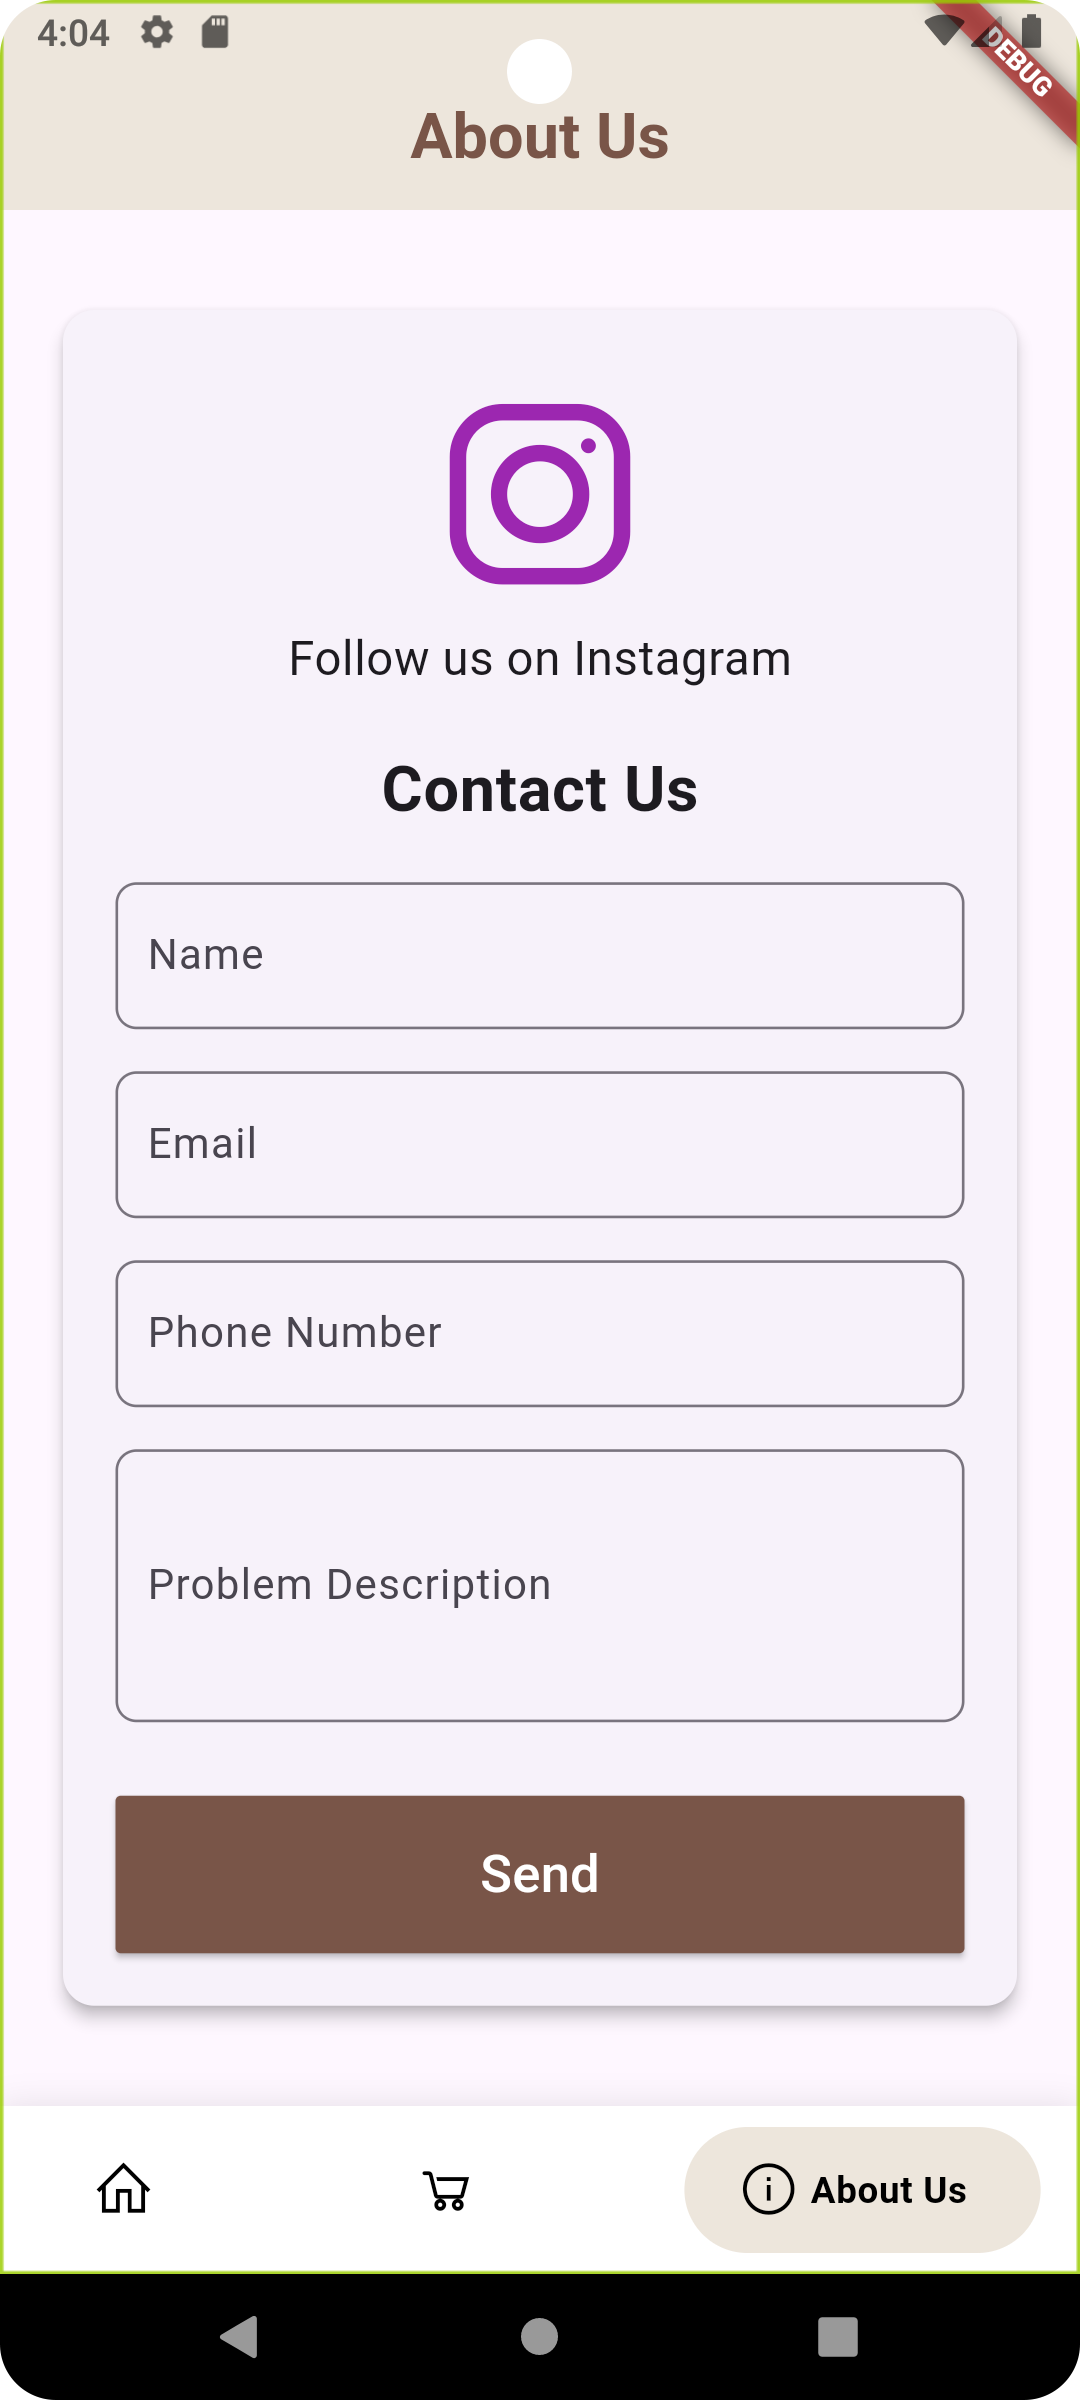 4:04
DEBUG
About Us
Follow us on Instagram
Contact Us
Name
Email
Phone Number
Problem Description
Send
About Us